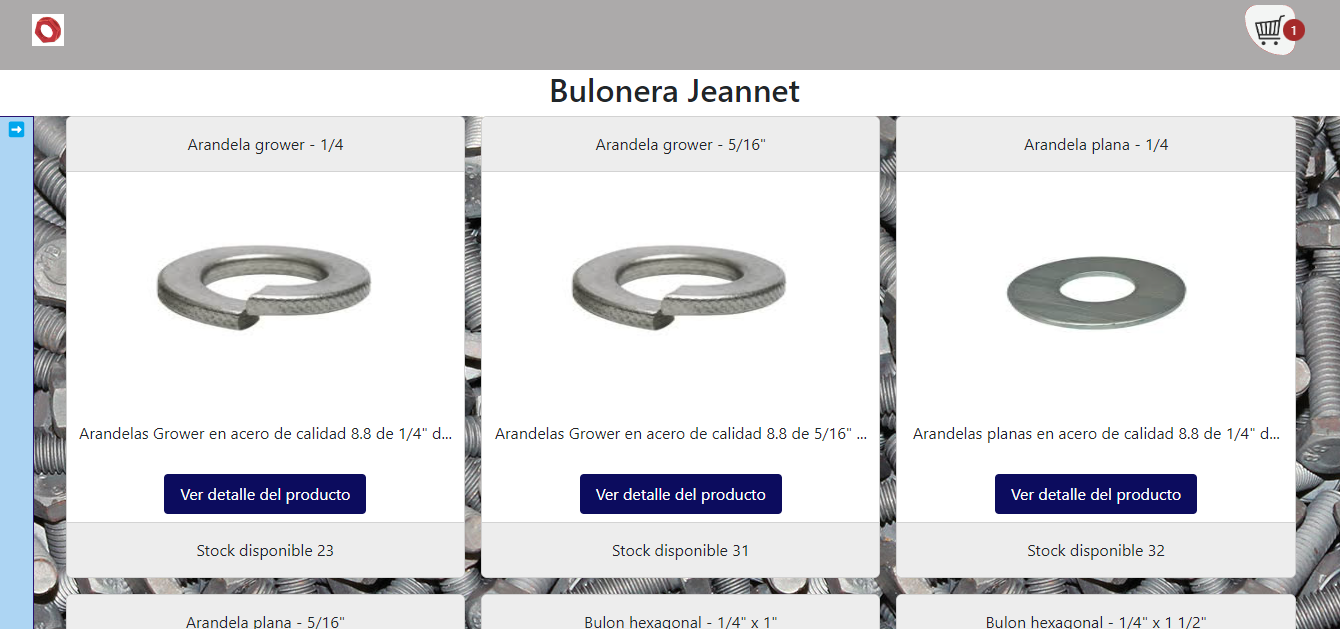 1
Bulonera Jeannet
Arandela grower - 1/4
Arandela grower - 5/16"
Arandela plana - 1/4
Arandelas Grower en acero de calidad 8.8 de 1/4" d...
Arandelas Grower en acero de calidad 8.8 de 5/16" ...
Arandelas planas en acero de calidad 8.8 de 1/4" d...
Ver detalle del producto
Ver detalle del producto
Ver detalle del producto
Stock disponible 23
Stock disponible 31
Stock disponible 32
Arandela plana - 5/16"
Bulon hexagonal - 1/4" x 1"
Bulon hexagonal - 1/4" x 1 1/2"